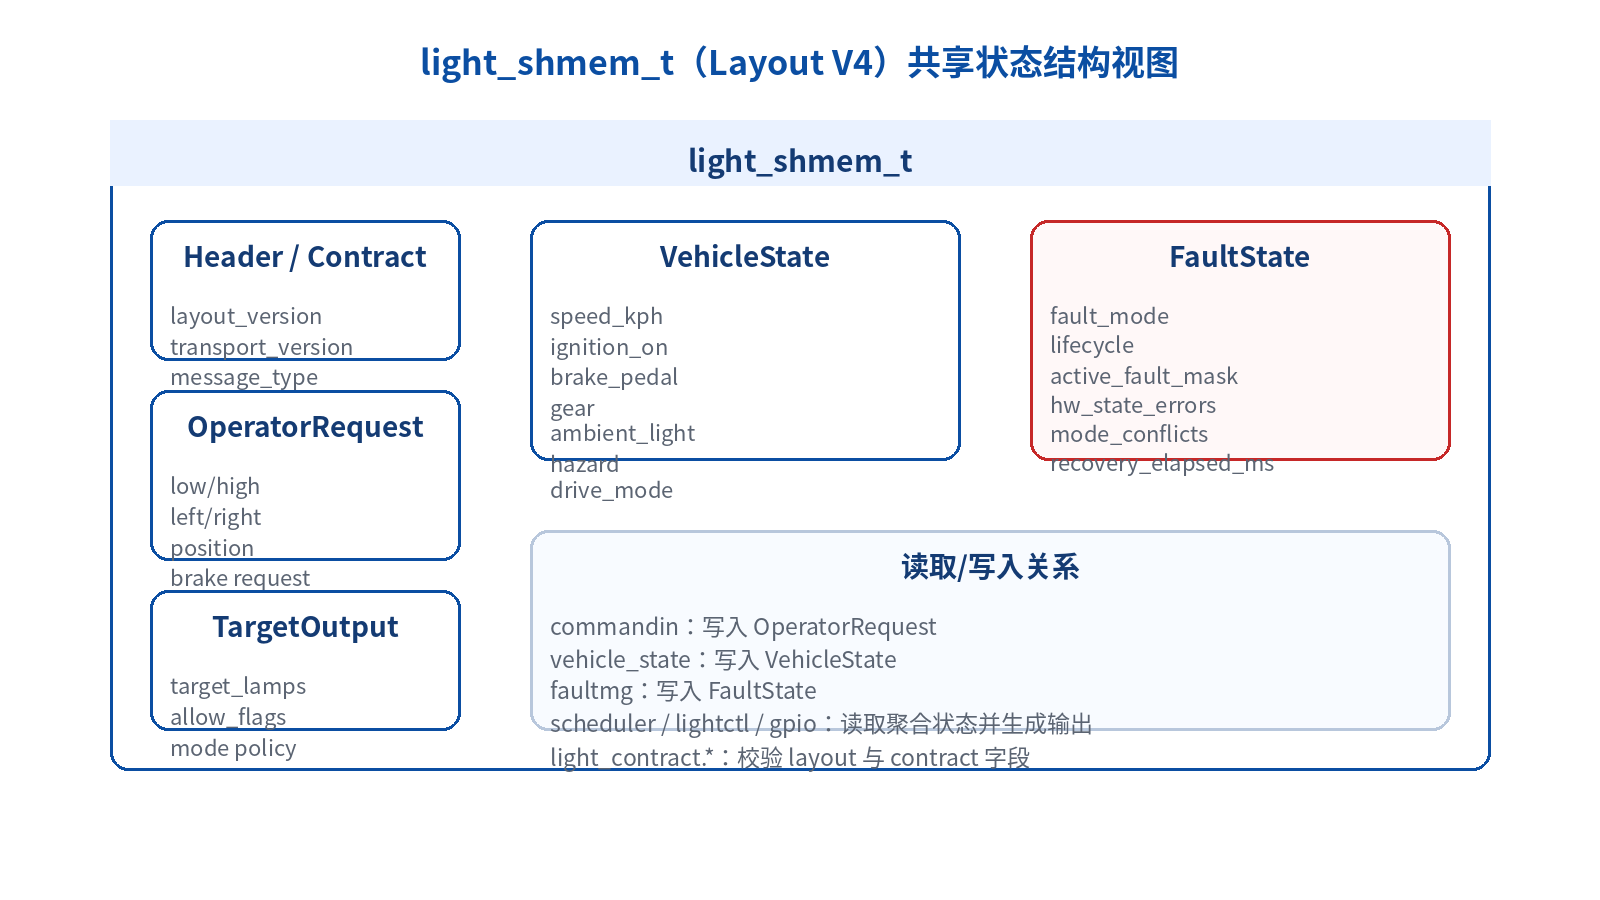 light_shmem_t（Layout V4）共享状态结构视图
light_shmem_t
Header / Contract
layout_version
transport_version
message_type
OperatorRequest
low/high
left/right
position
brake request
TargetOutput
target_lamps
allow_flags
mode policy
VehicleState
speed_kph
ignition_on
brake_pedal
gear
ambient_light
hazard
drive_mode
FaultState
fault_mode
lifecycle
active_fault_mask
hw_state_errors
mode_conflicts
recovery_elapsed_ms
读取/写入关系
commandin：写入 OperatorRequest
vehicle_state：写入 VehicleState
faultmg：写入 FaultState
scheduler / lightctl / gpio：读取聚合状态并生成输出
light_contract.*：校验 layout 与 contract 字段